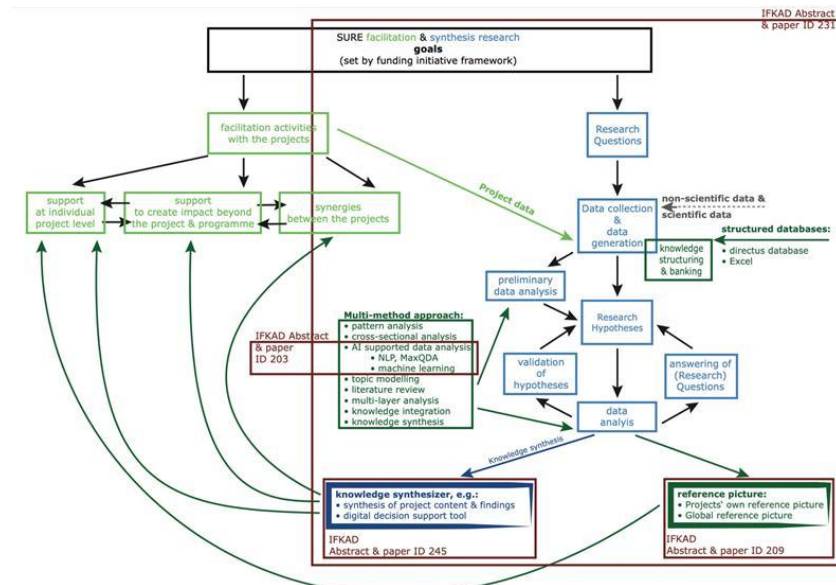 IFKAD Abstract
& paper ID 231
SURE facilitation & synthesis research
goals
(set by funding initiative framework)
facilitation activities
with the projects
Research
Questions
Project data
support
at individual
project level
support
to create impact beyond
the project & programme
synergies
between the projects
Data collection
&
data
generation
non-scientific data &
scientific data
knowledge
structuring
& banking
structured databases:
• directus database
• Excel
preliminary
data analysis
Multi-method approach:
• pattern analysis
• cross-sectional analysis
• AI supported data analysis
• NLP, MaxQDA
• machine learning
• topic modelling
• literature review
• multi-layer analysis
• knowledge integration
• knowledge synthesis
IFKAD Abstract
& paper
ID 203
Research
Hypotheses
validation
of
hypotheses
answering of
(Research)
Questions
data
analyis
Knowledge synthesis
knowledge synthesizer, e.g.:
• synthesis of project content & findings
• digital decision support tool
IFKAD
Abstract & paper ID 245
reference picture:
• Projects' own reference picture
• Global reference picture
IFKAD
Abstract & paper ID 209